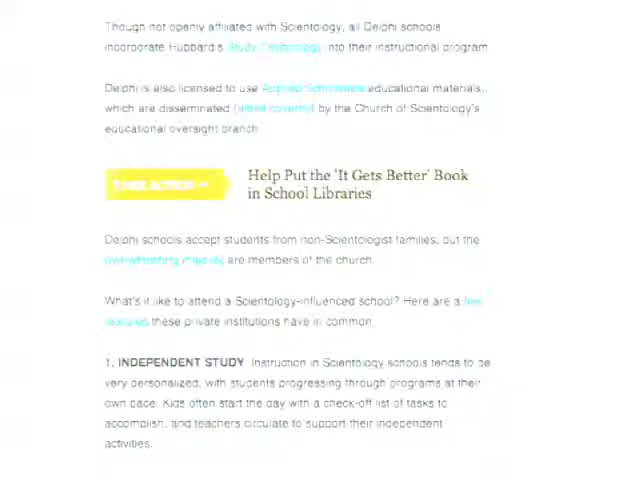 Though not openly affiliated with Scientology, all Delphi schools
incorporate Hubbard's Study Technology into their instructional program.
Delphi is also licensed to use Applied Scholastics educational materials,
which are disseminated (albeit covertly) by the Church of Scientology's
educational oversight branch.
TAKE ACTION >>
Help Put the 'It Gets Better' Book
in School Libraries
Delphi schools accept students from non-Scientologist families, but the
overwhelming majority are members of the church.
What's it like to attend a Scientology-influenced school? Here are a few
features these private institutions have in common.
1. INDEPENDENT STUDY. Instruction in Scientology schools tends to be
very personalized, with students progressing through programs at their
own pace. Kids often start the day with a check-off list of tasks to
accomplish, and teachers circulate to support their independent
activities.